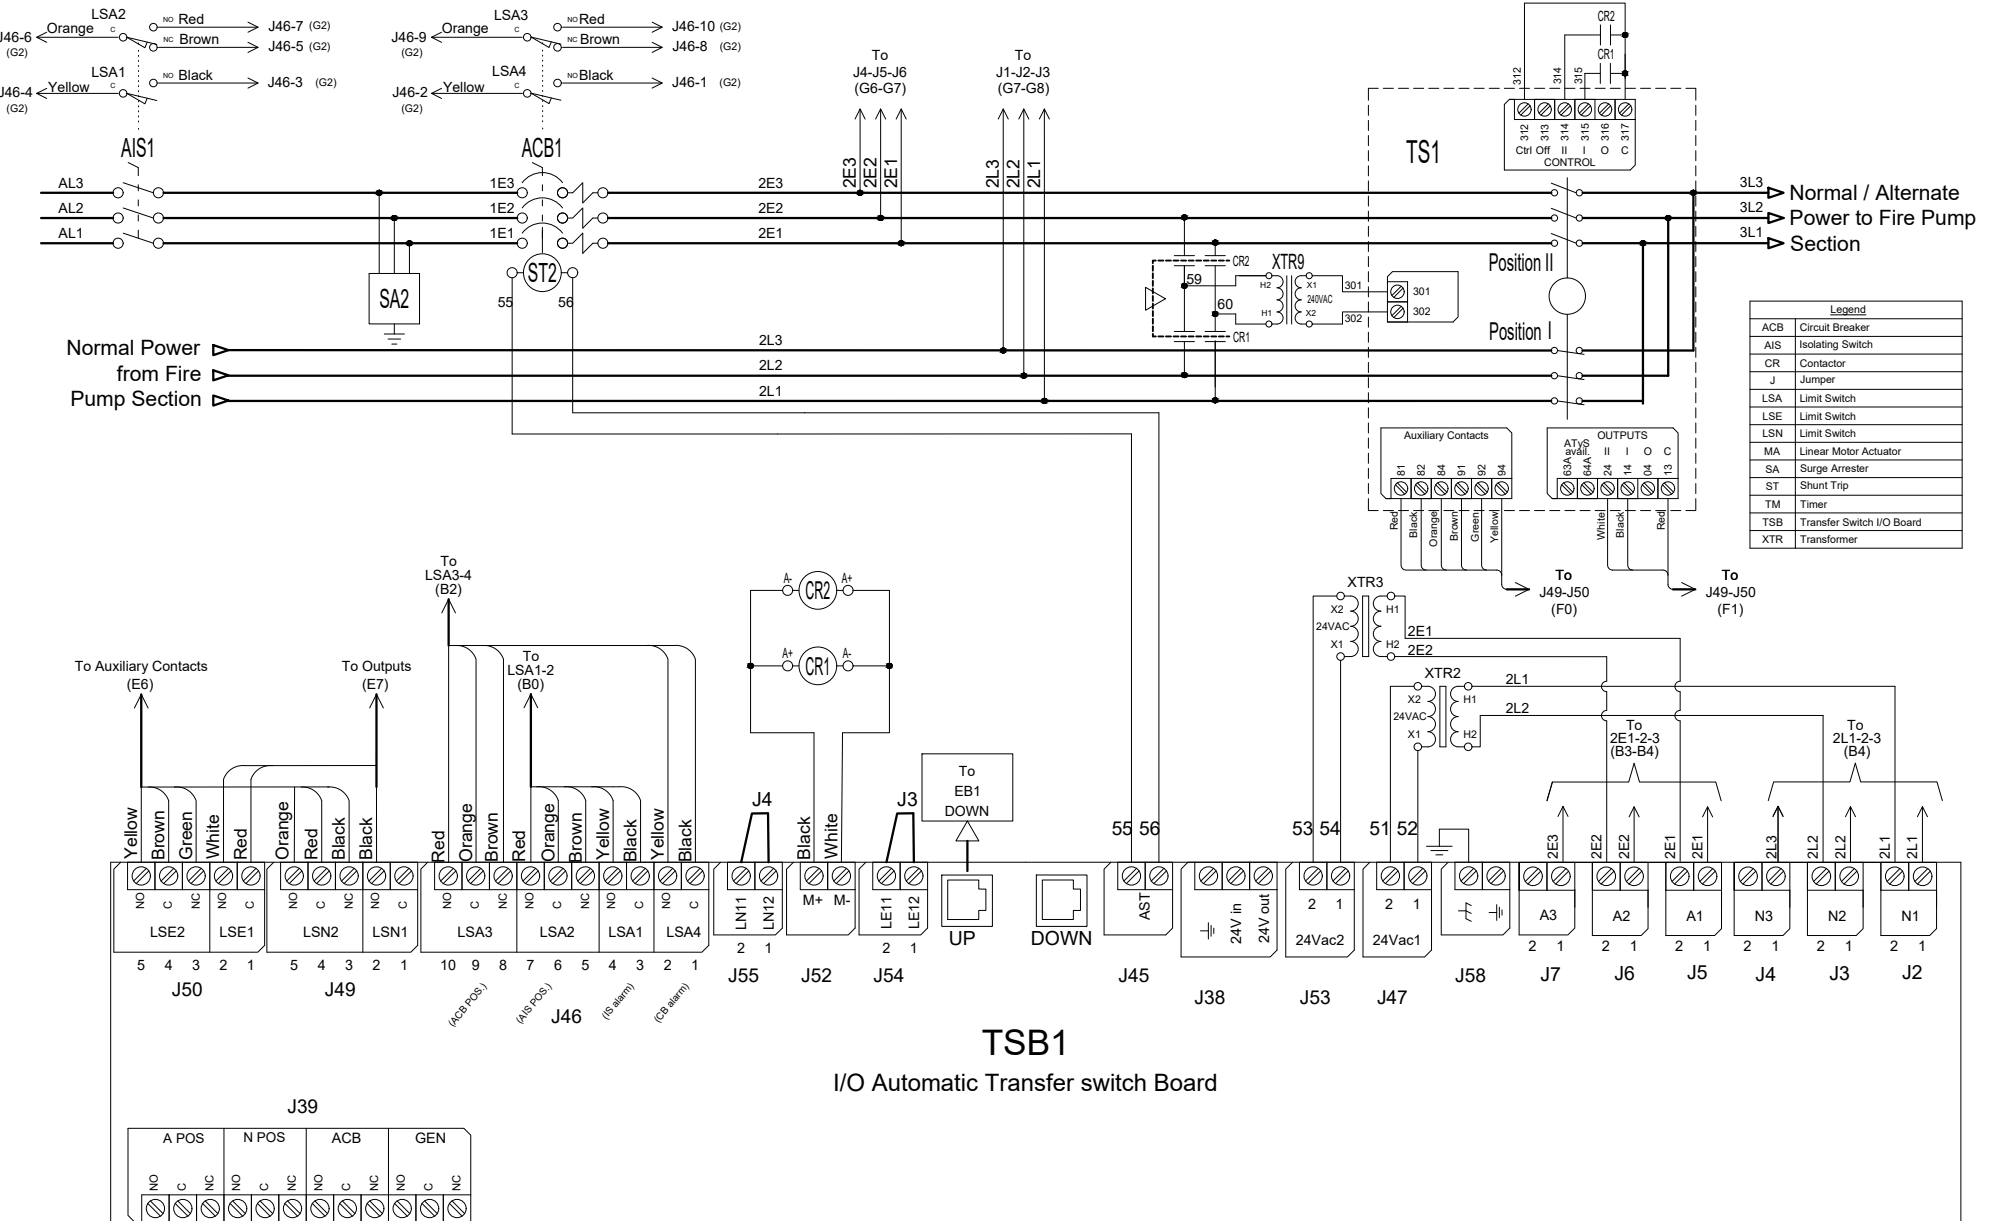 LSA2
NO Red
J46-7 (G2)
J46-6
(G2)
Orange
C
NC Brown
J46-5 (G2)
LSA1
C
NO Black
J46-3 (G2)
J46-4
(G2)
Yellow
LSA3
NO Red
J46-10 (G2)
J46-9
(G2)
Orange
C
NC Brown
J46-8 (G2)
LSA4
C
NO Black
J46-1 (G2)
J46-2
(G2)
Yellow
To
J4-J5-J6
(G6-G7)
To
J1-J2-J3
(G7-G8)
CR2
CR1
312
314
315
312
313
314
315
316
317
Ctrl Off II I O C
CONTROL
TS1
AIS1
ACB1
2E3
2E2
2E1
2L3
2L2
2L1
AL3
1E3
2E3
3L3
AL2
1E2
2E2
3L2
AL1
1E1
2E1
3L1
Normal / Alternate
Power to Fire Pump
Section
SA2
ST2
55
56
CR2
59
60
CR1
XTR9
H2
X1
240VAC
H1
X2
301
302
301
302
Position II
Position I
Normal Power
from Fire
Pump Section
2L3
2L2
2L1
Legend
ACB Circuit Breaker
AIS Isolating Switch
CR Contactor
J Jumper
LSA Limit Switch
LSE Limit Switch
LSN Limit Switch
MA Linear Motor Actuator
SA Surge Arrester
ST Shunt Trip
TM Timer
TSB Transfer Switch I/O Board
XTR Transformer
Auxiliary Contacts
81
82
84
91
92
94
Red
Black
Orange
Brown
Green
Yellow
OUTPUTS
ATyS
avail. II I O C
63A
64A
24
14
04
13
White
Black
Red
To
J49-J50
(F0)
To
J49-J50
(F1)
To
LSA3-4
(B2)
A- CR2 A+
A+ CR1 A-
XTR3
X2
H1
24VAC
X1
H2
2E1
2E2
XTR2
X2
H1
24VAC
X1
H2
2L1
2L2
To Auxiliary Contacts
(E6)
To Outputs
(E7)
To
LSA1-2
(B0)
To
2E1-2-3
(B3-B4)
To
2L1-2-3
(B4)
To
EB1
DOWN
J4
J3
Yellow
Brown
Green
White
Red
Orange
Red
Black
Black
Red
Orange
Brown
Red
Orange
Brown
Yellow
Black
Yellow
Black
Black
White
55 56
53 54
51 52
2E3
2E2
2E2
2E1
2E1
2L3
2L2
2L2
2L1
2L1
NO
C
NC
NO
C
NO
C
NC
NO
C
NO
C
NC
NO
C
NC
NO
C
NO
C
LN11
LN12
M+ M-
LE11
LE12
UP
DOWN
AST
24V in
24V out
2 1
2 1
LSE2 LSE1 LSN2 LSN1 LSA3 LSA2 LSA1 LSA4
24Vac2
24Vac1
A3 A2 A1 N3 N2 N1
5 4 3 2 1
5 4 3 2 1
10 9 8 7 6 5 4 3 2 1
2 1
2 1
2 1 2 1 2 1 2 1 2 1 2 1
J50
J49
(ACB POS.)
(AIS POS.)
J46
(IS alarm)
(CB alarm)
J55
J52
J54
J45
J38
J53
J47
J58
J7
J6
J5
J4
J3
J2
TSB1
I/O Automatic Transfer switch Board
J39
A POS N POS ACB GEN
NO
C
NC
NO
C
NC
NO
C
NC
NO
C
NC